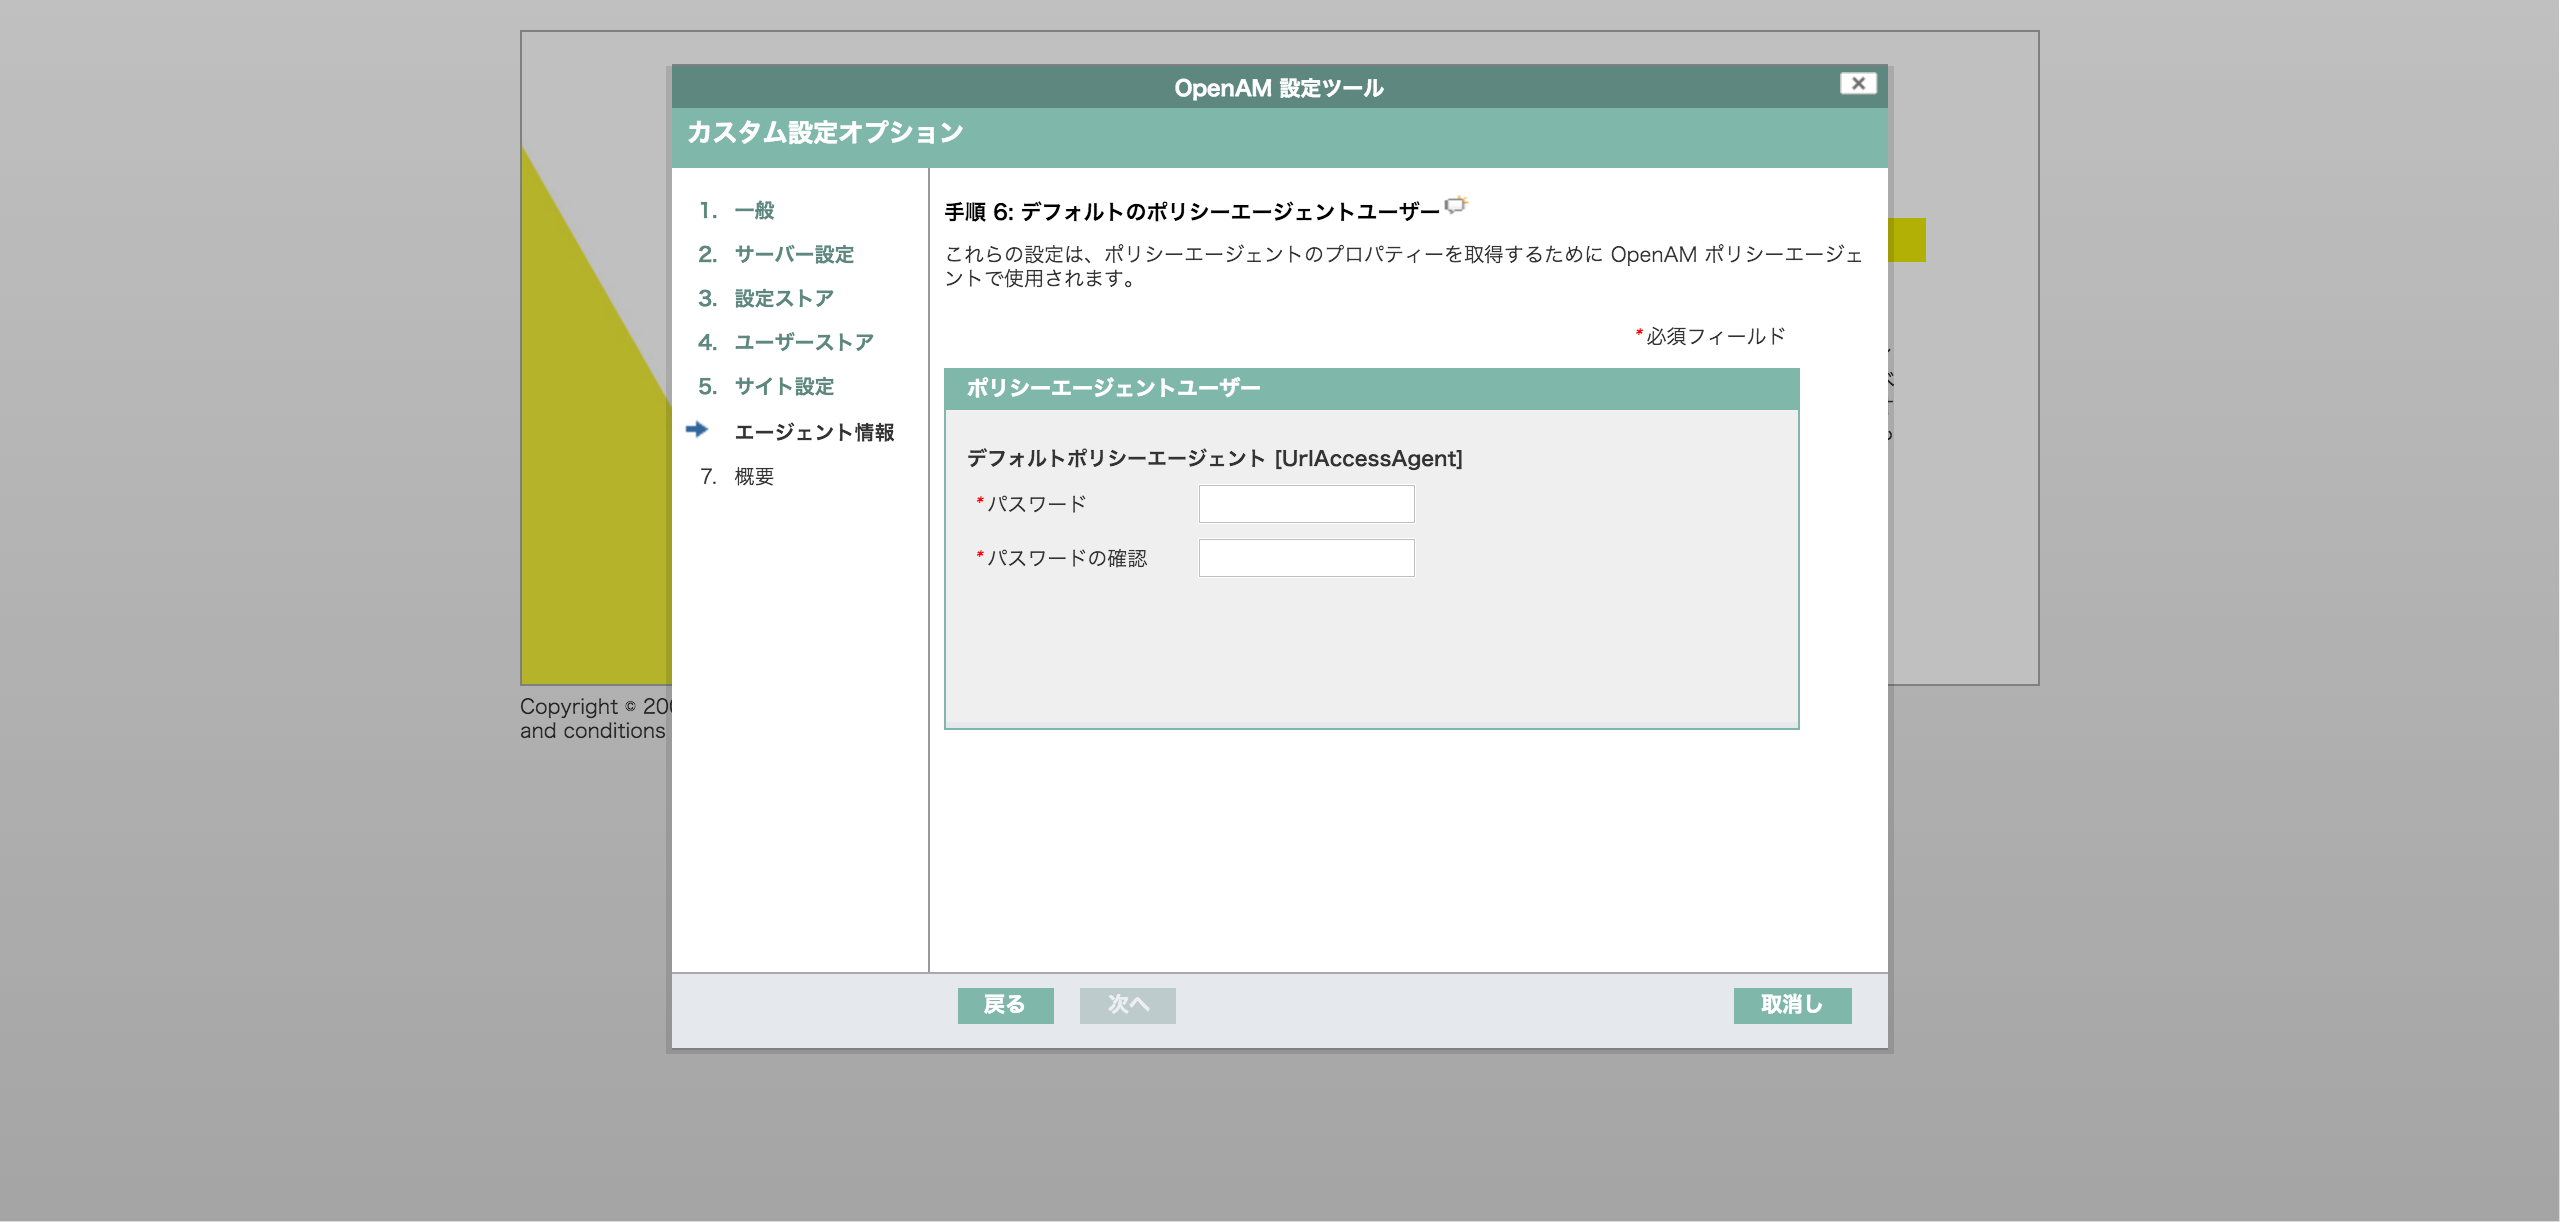 OpenAM 設定ツール
カスタム設定オプション
1. 一般
2. サーバー設定
3. 設定ストア
4. ユーザーストア
5. サイト設定
エージェント情報
7. 概要
手順 6: デフォルトのポリシーエージェントユーザー
これらの設定は、ポリシーエージェントのプロパティーを取得するために OpenAM ポリシーエージェ
ントで使用されます。
*必須フィールド
ポリシーエージェントユーザー
デフォルトポリシーエージェント [UrlAccessAgent]
*パスワード
*パスワードの確認
戻る
次へ
取消し
Copyright ©
and conditions